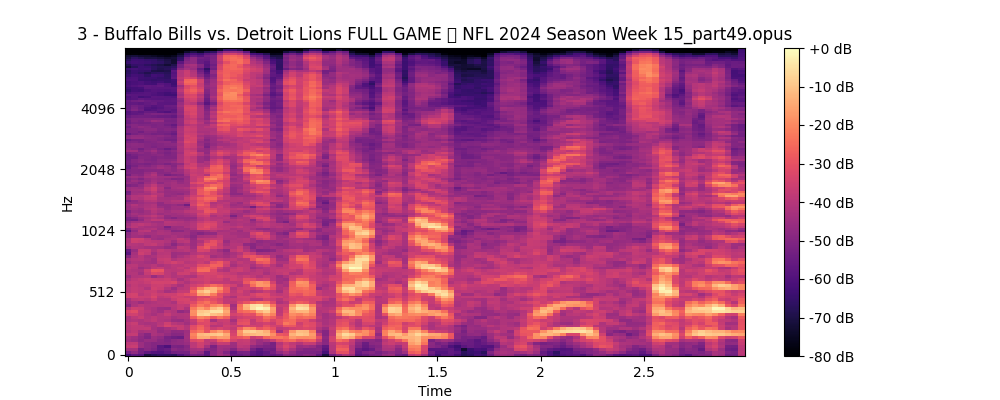 3 - Buffalo Bills vs. Detroit Lions FULL GAME ▯ NFL 2024 Season Week 15_part49.opus
Hz
4096
2048
1024
512
0
0 0.5 1 1.5 2 2.5
Time
+0 dB
-10 dB
-20 dB
-30 dB
-40 dB
-50 dB
-60 dB
-70 dB
-80 dB